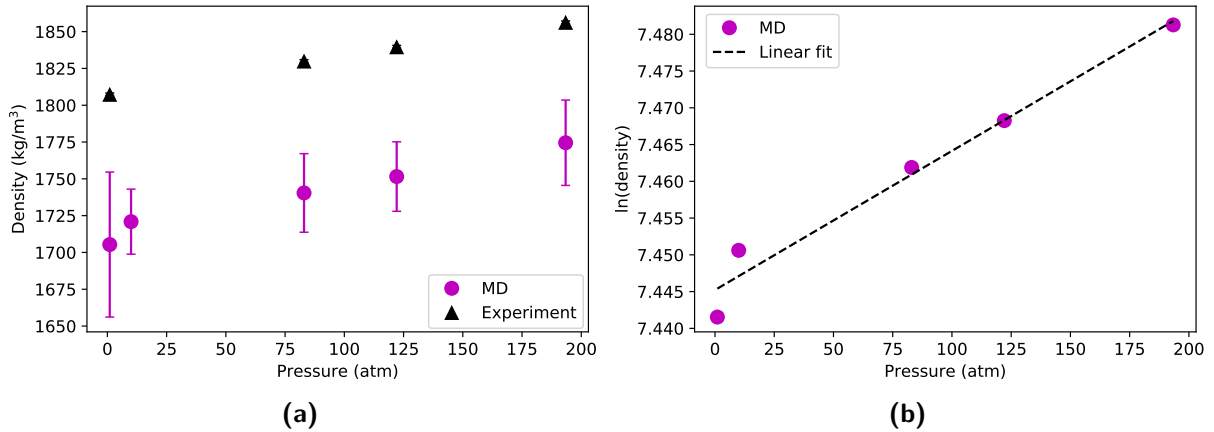 1850
1825
1800
1775
1750
1725
1700
1675
1650
Density (kg/m³)
MD
Experiment
0 25 50 75 100 125 150 175 200
Pressure (atm)
(a)
7.480
7.475
7.470
7.465
7.460
7.455
7.450
7.445
7.440
ln(density)
MD
Linear fit
0 25 50 75 100 125 150 175 200
Pressure (atm)
(b)